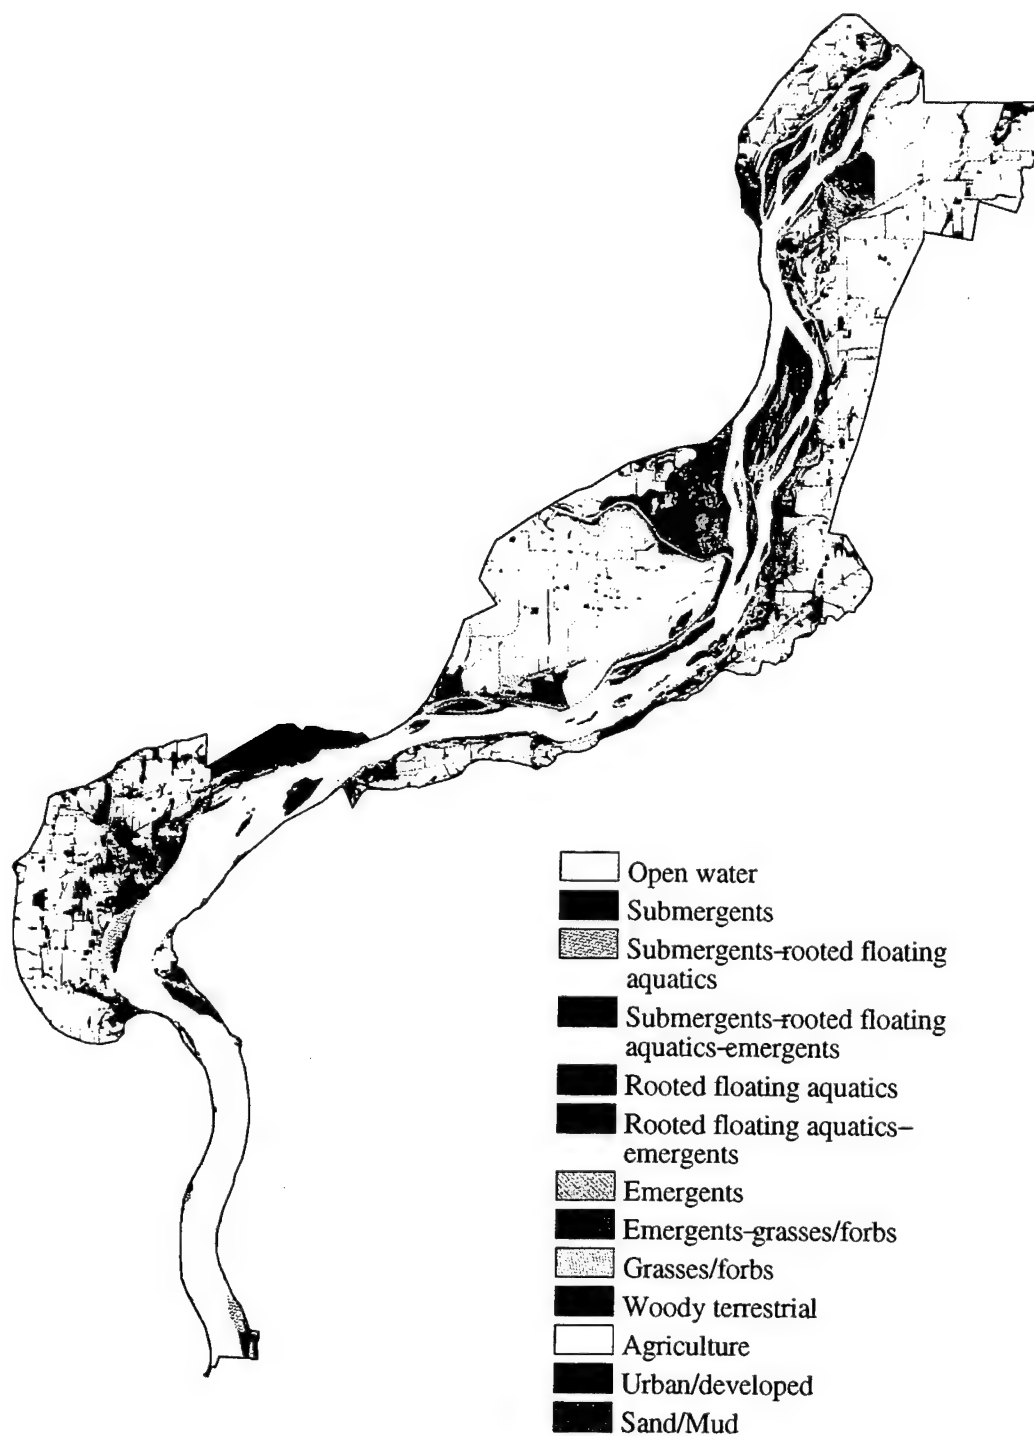 Open water
Submergents
Submergents-rooted floating
aquatics
Submergents-rooted floating
aquatics-emergents
Rooted floating aquatics
Rooted floating aquatics–
emergents
Emergents
Emergents-grasses/forbs
Grasses/forbs
Woody terrestrial
Agriculture
Urban/developed
Sand/Mud